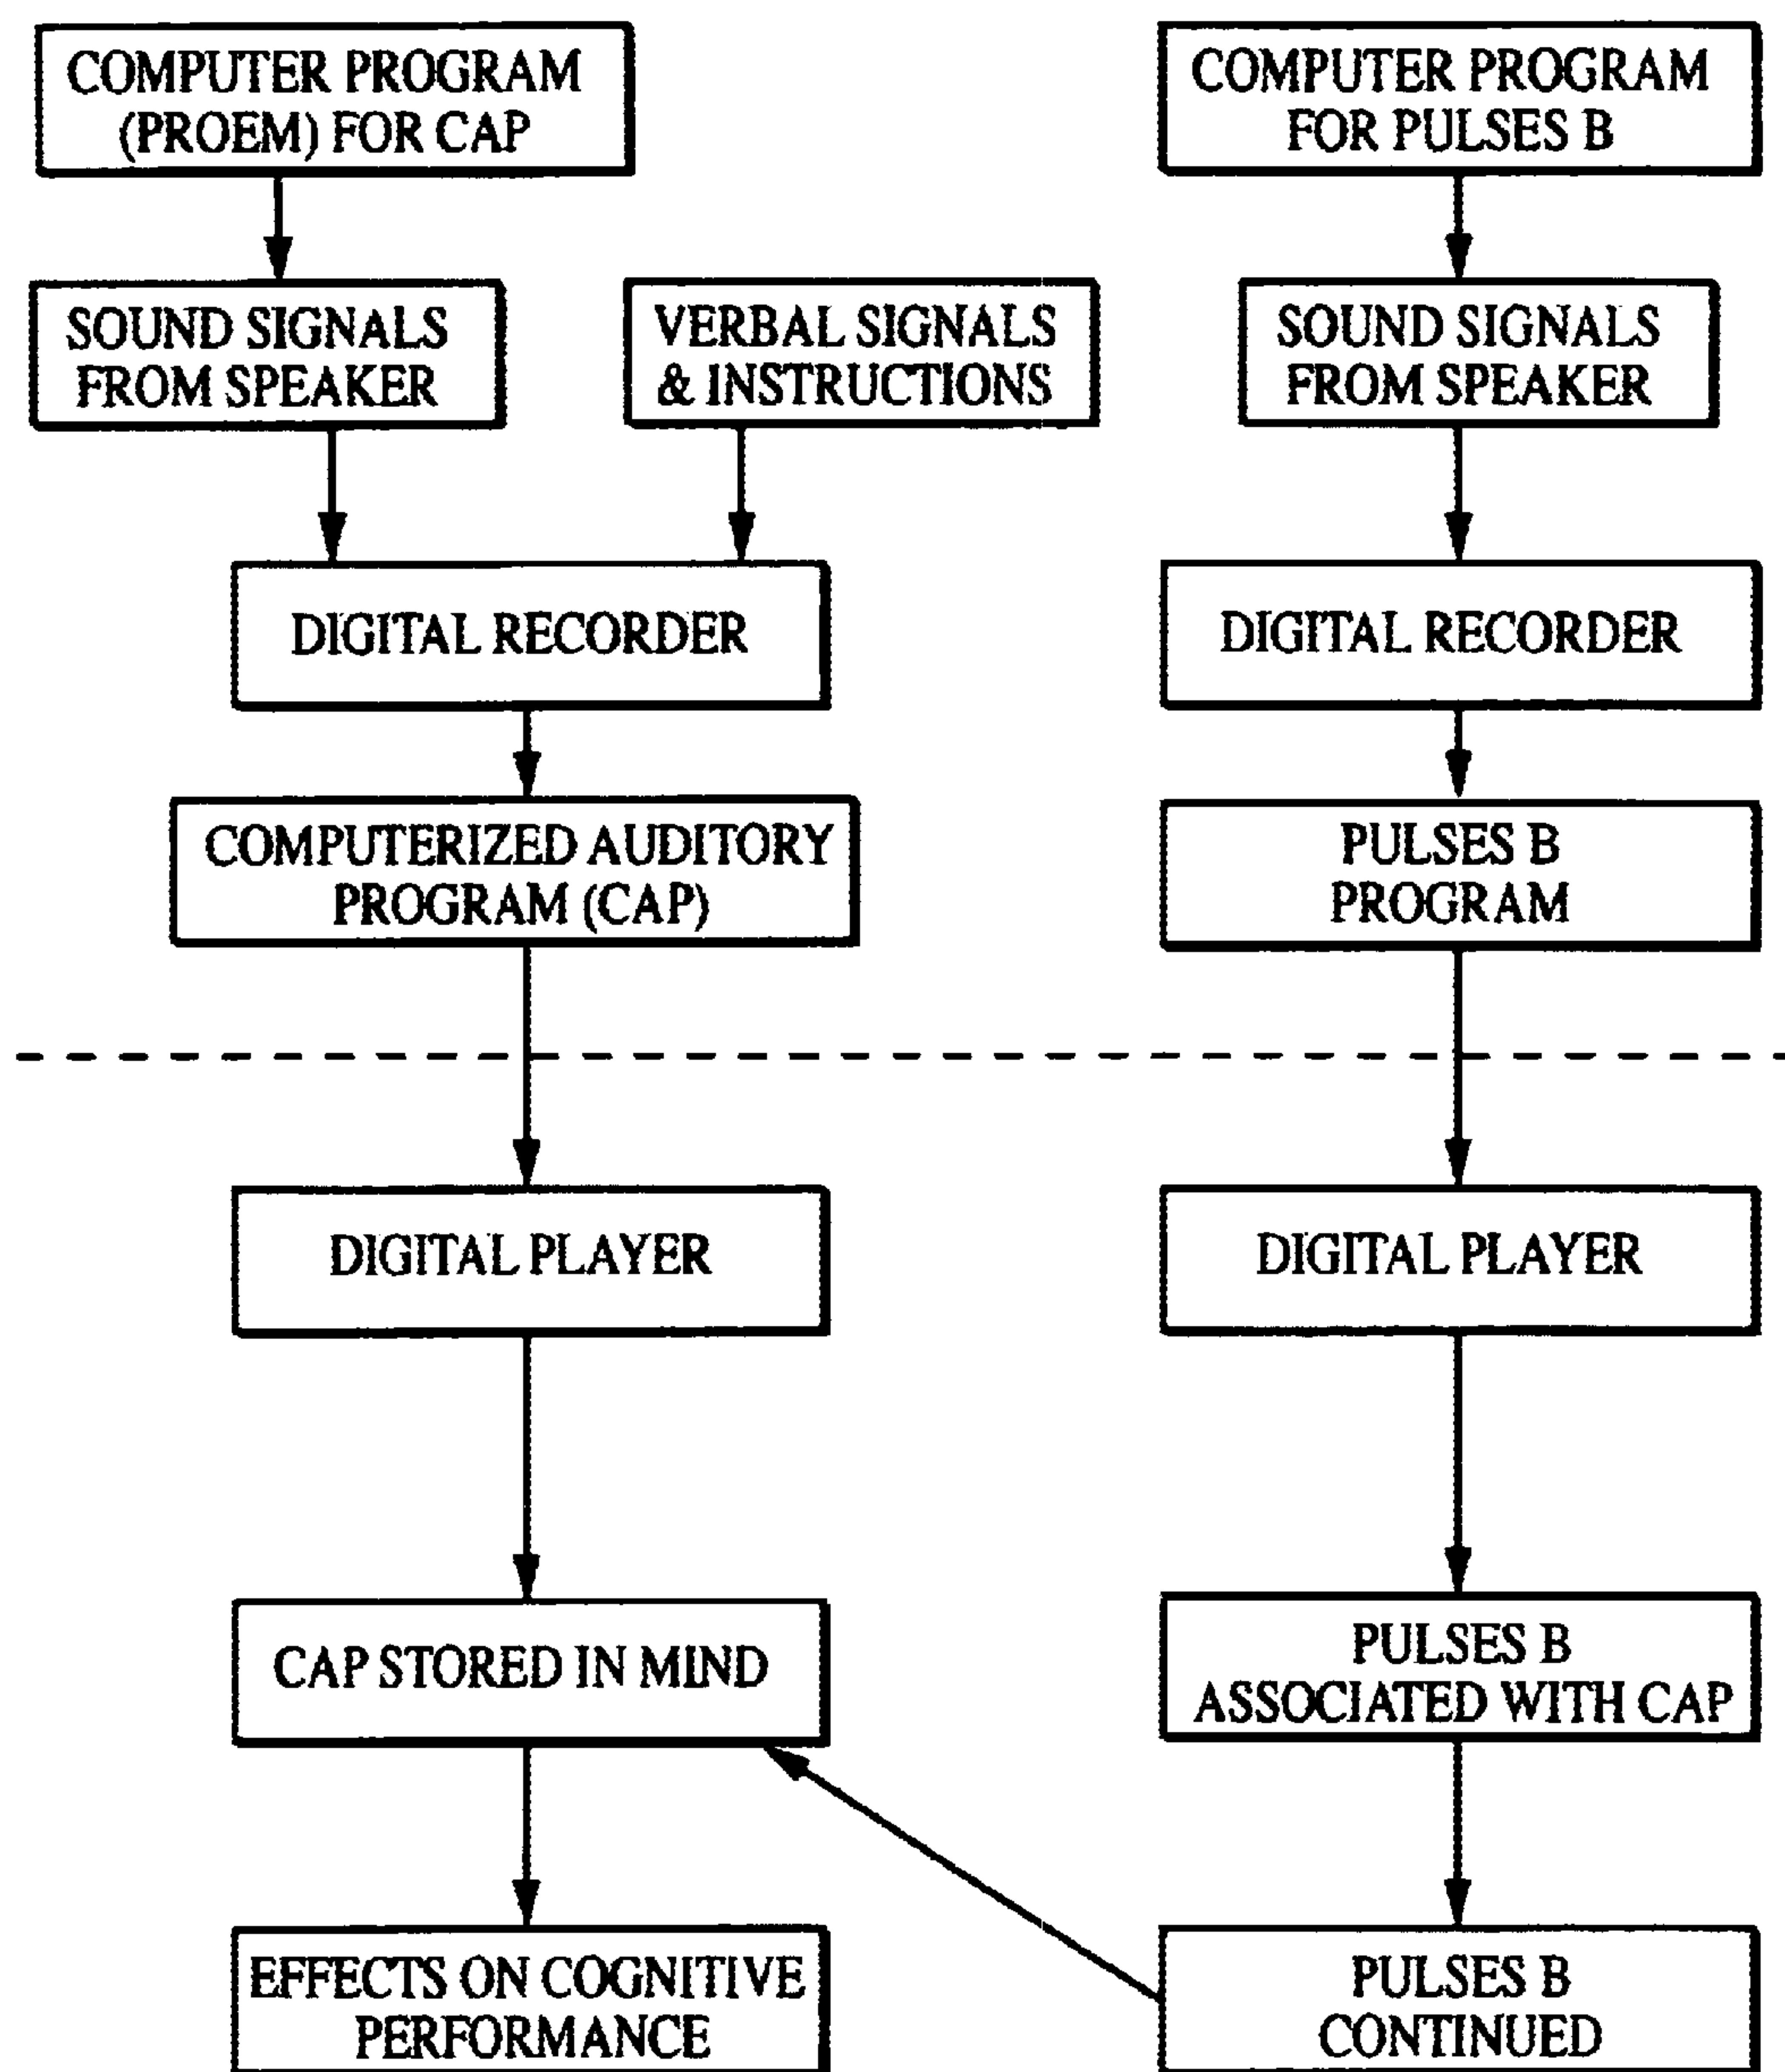 COMPUTER PROGRAM
(PROEM) FOR CAP
COMPUTER PROGRAM
FOR PULSES B
SOUND SIGNALS
FROM SPEAKER
VERBAL SIGNALS
& INSTRUCTIONS
SOUND SIGNALS
FROM SPEAKER
DIGITAL RECORDER
DIGITAL RECORDER
COMPUTERIZED AUDITORY
PROGRAM (CAP)
PULSES B
PROGRAM
DIGITAL PLAYER
DIGITAL PLAYER
CAP STORED IN MIND
PULSES B
ASSOCIATED WITH CAP
EFFECTS ON COGNITIVE
PERFORMANCE
PULSES B
CONTINUED